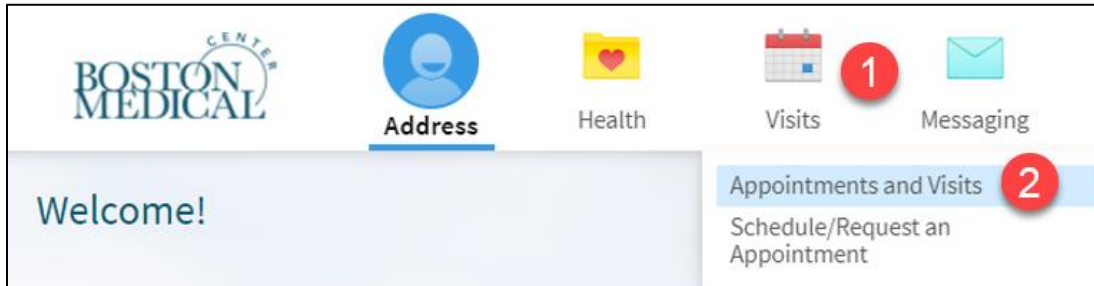 BOSTON
MEDICAL
CENTER
Address
Health
Visits
1
Messaging
Welcome!
Appointments and Visits
2
Schedule/Request an
Appointment